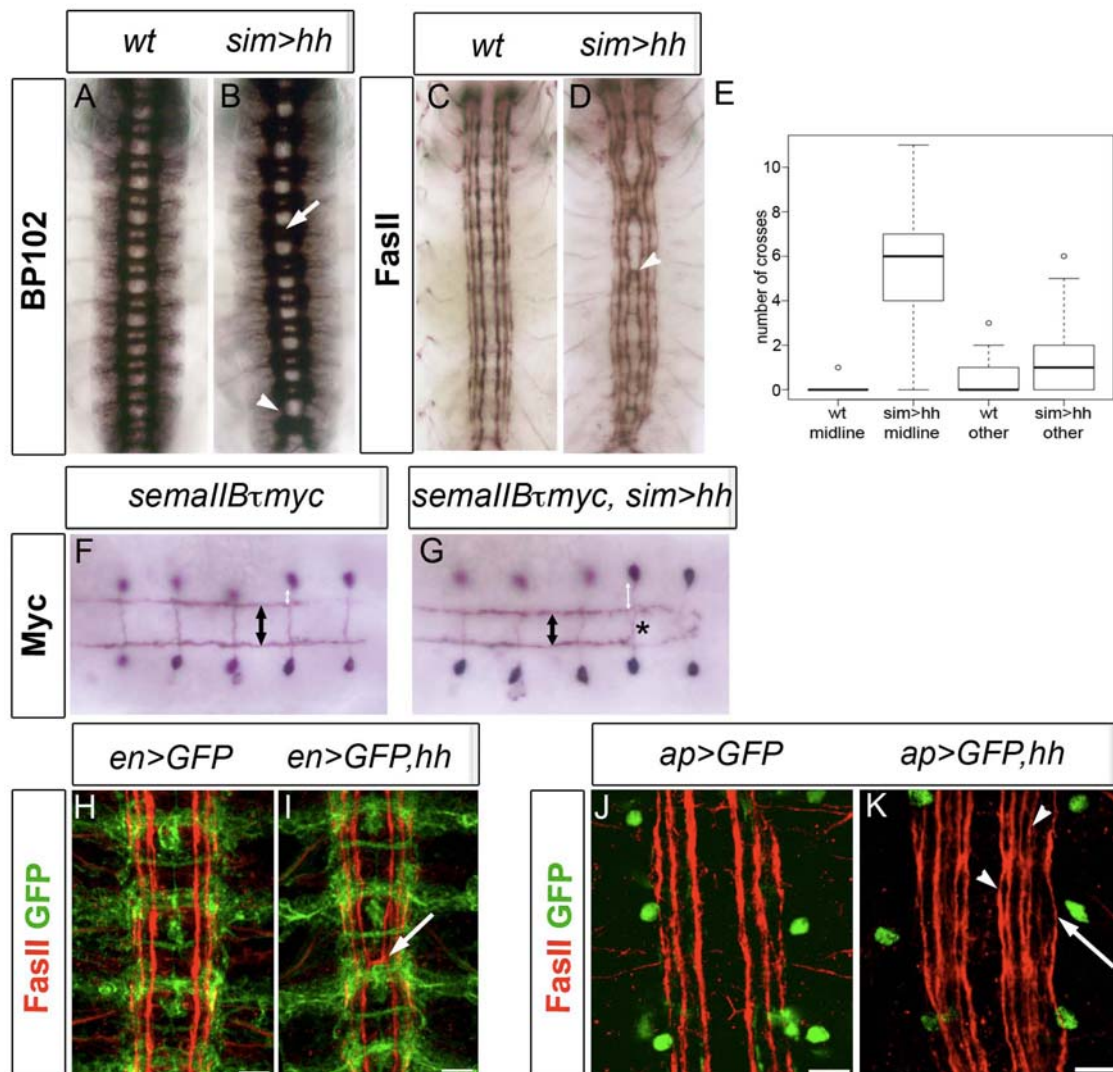 wt
sim>hh
wt
sim>hh
BP102
A
B
FasII
C
D
E
number of crosses
10
8
6
4
2
0
wt
midline
sim>hh
midline
wt
other
sim>hh
other
semaIIBτmyc
semaIIBτmyc, sim>hh
Myc
F
G
*
en>GFP
en>GFP,hh
ap>GFP
ap>GFP,hh
FasII GFP
H
I
FasII GFP
J
K